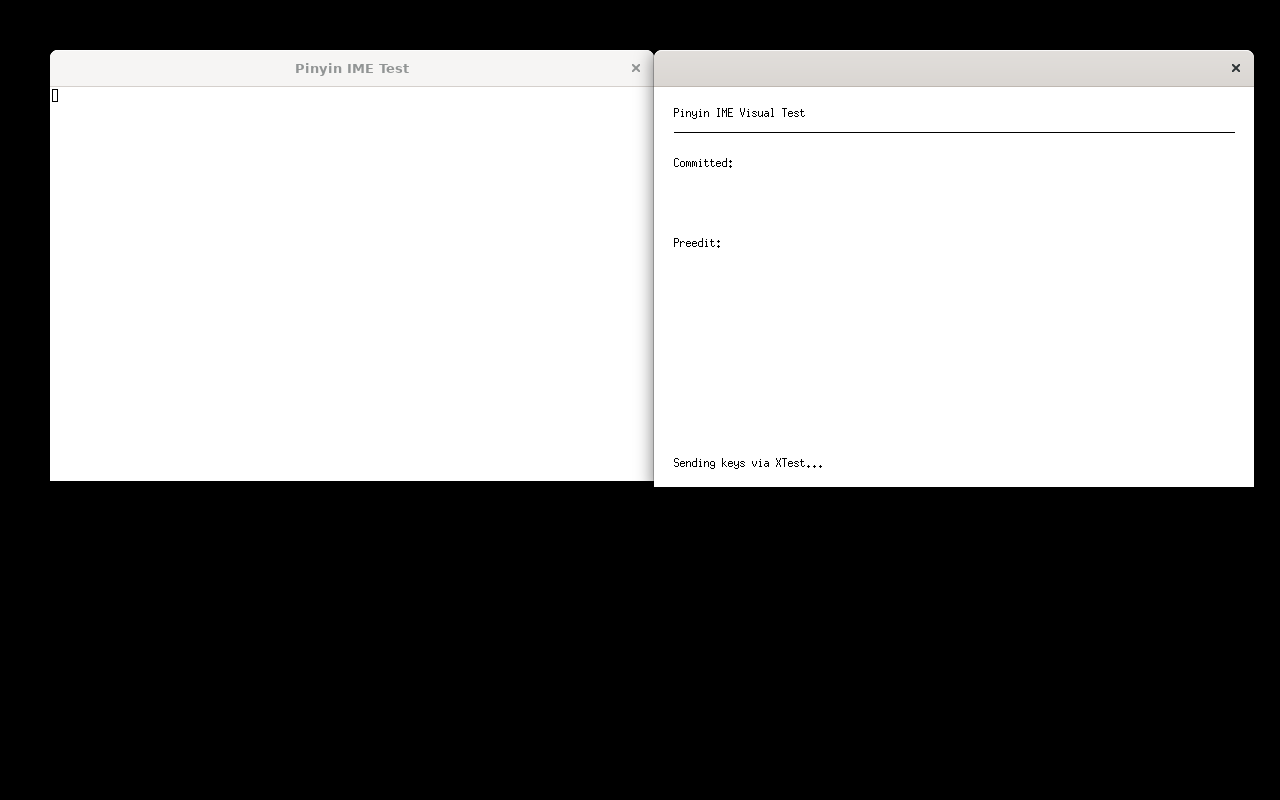 Pinyin IME Test
Pinyin IME Visual Test
Committed:
Preedit:
Sending keys via XTest...